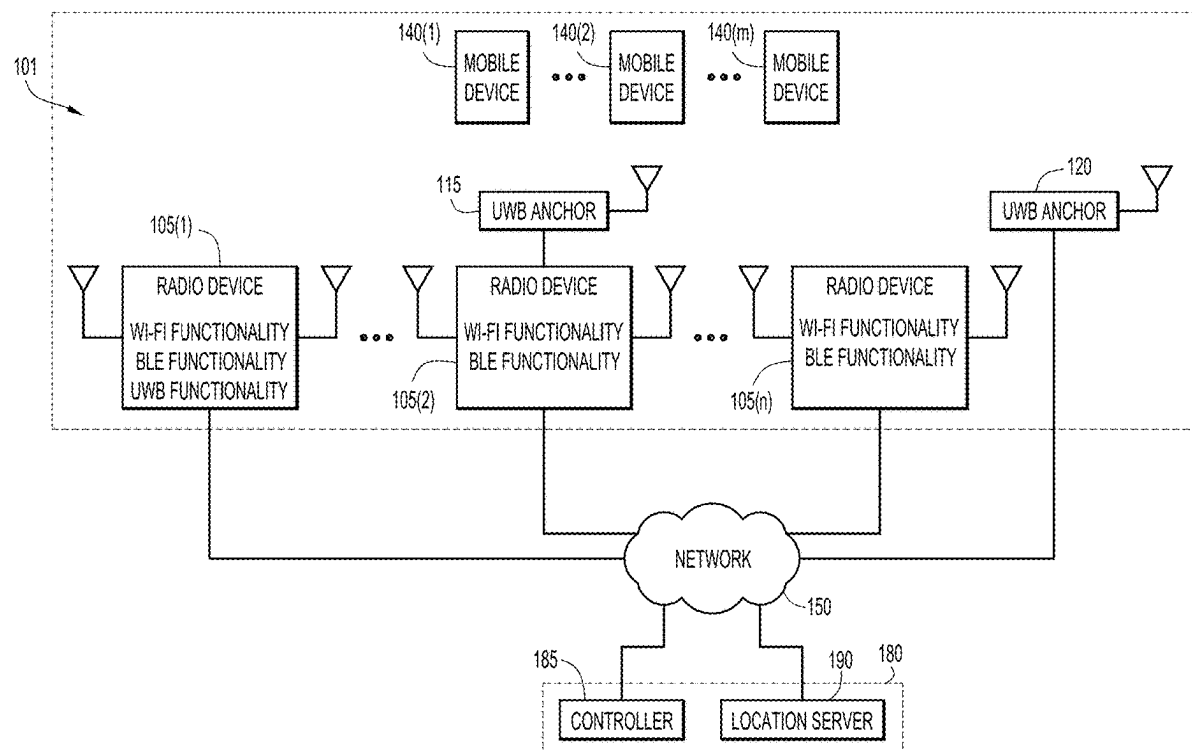 140(1)
140(2)
140(m)
MOBILE
DEVICE
MOBILE
DEVICE
MOBILE
DEVICE
101
115
UWB ANCHOR
120
UWB ANCHOR
105(1)
RADIO DEVICE
WI-FI FUNCTIONALITY
BLE FUNCTIONALITY
UWB FUNCTIONALITY
RADIO DEVICE
WI-FI FUNCTIONALITY
BLE FUNCTIONALITY
105(2)
RADIO DEVICE
WI-FI FUNCTIONALITY
BLE FUNCTIONALITY
105(n)
NETWORK
150
185
190
180
CONTROLLER
LOCATION SERVER